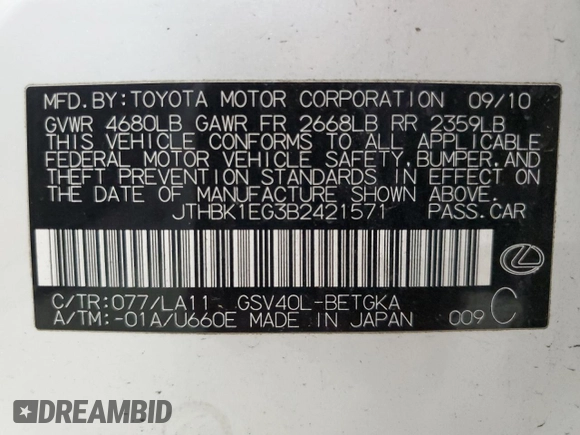 MFD.BY:TOYOTA MOTOR CORPORATION 09/10
GVWR 4680LB GAWR FR 2668LB RR 2359LB
THIS VEHICLE CONFORMS TO ALL APPLICABLE
FEDERAL MOTOR VEHICLE SAFETY,BUMPER,AND
THEFT PREVENTION STANDARDS IN EFFECT ON
THE DATE OF MANUFACTURE SHOWN ABOVE.
JTHBK1EG3B2421571 PASS.CAR
C/TR:077/LA11 GSV40L-BETGKA
A/TM:-01A/U660E MADE IN JAPAN 009 C
DREAMBID